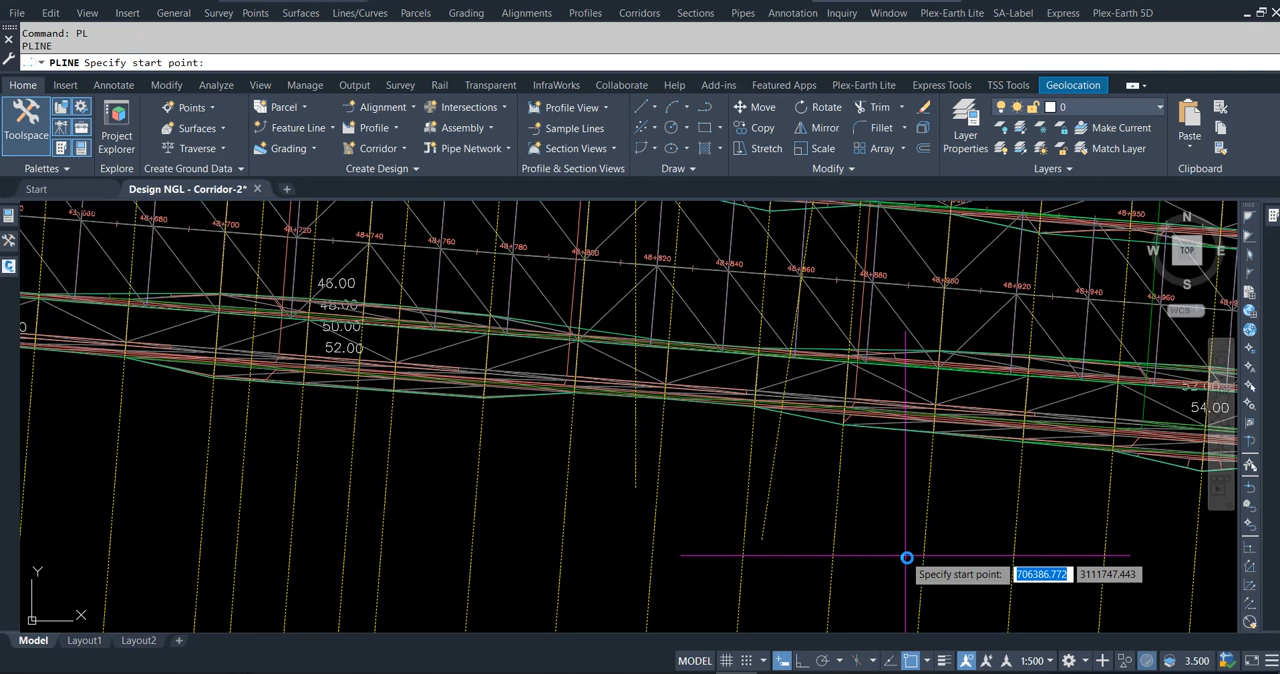 File Edit View Insert General Survey Points Surfaces Lines/Curves Parcels Grading Alignments Profiles Corridors Sections Pipes Annotation Inquiry Window Plex-Earth Lite SA-Label Express Plex-Earth 5D
Command: PL
PLINE
PLINE Specify start point:
Home Insert Annotate Modify Analyze View Manage Output Survey Rail Transparent InfraWorks Collaborate Help Add-ins Featured Apps Plex-Earth Lite Express Tools TSS Tools Geolocation
Points Parcel Alignment Intersections Profile View Move Rotate Trim 0
Toolspace Project Explorer Surfaces Feature Line Profile Assembly Sample Lines Copy Mirror Fillet Layer Properties Make Current Paste
Traverse Grading Corridor Pipe Network Section Views Stretch Scale Array Match Layer
Palettes Explore Create Ground Data Create Design Profile & Section Views Draw Modify Layers Clipboard
Start Design NGL - Corridor-2*
48+680 48+700 48+720 48+740 48+760 48+780 48+800 48+820 48+840 48+860 48+880 48+900 48+920 48+940 48+960
48+950
N
W TOP E
S
WCS
46.00
48.00
50.00
52.00
54.00
Specify start point: 706386.772 3111747.443
Y
X
Model Layout1 Layout2
MODEL 1:500 3.500